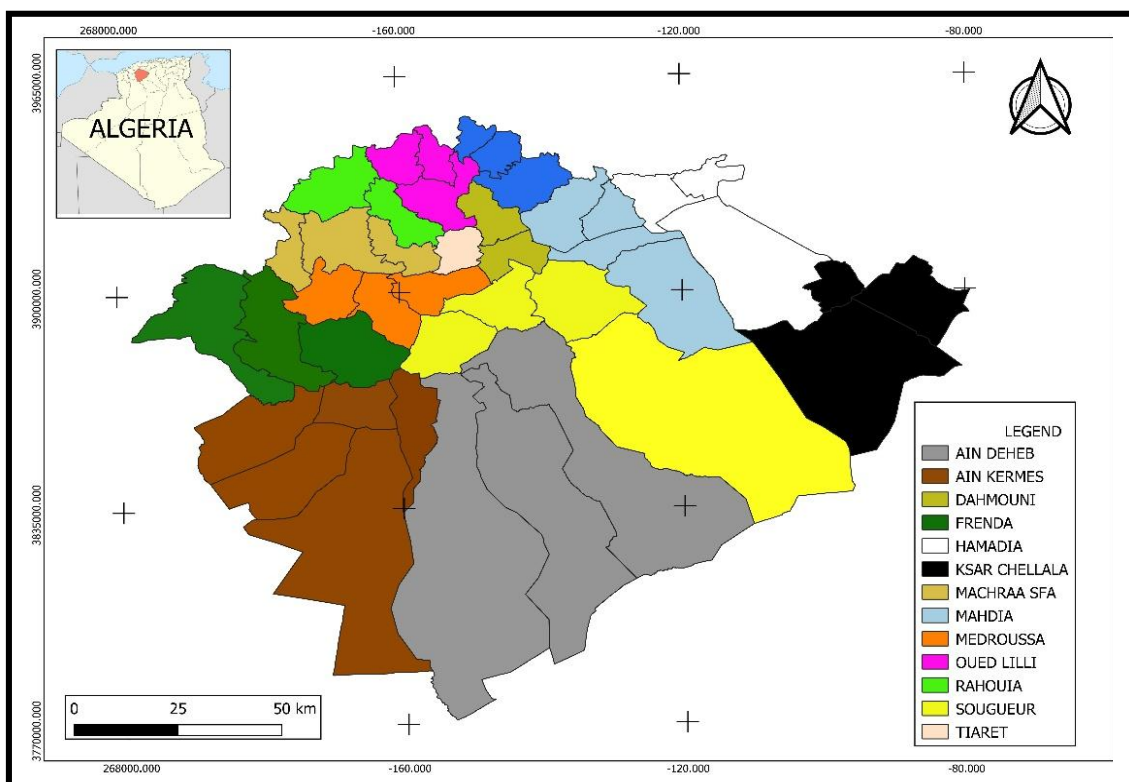 268000.000 -160.000 -120.000 -80.000
3965000.000
3900000.000
3835000.000
3770000.000
ALGERIA
LEGEND
AIN DEHEB
AIN KERMES
DAHMOUNI
FRENDA
HAMADIA
KSAR CHELLALA
MACHRAA SFA
MAHDIA
MEDROUSSA
OUED LILLI
RAHOUIA
SOUGUEUR
TIARET
0 25 50 km
268000.000 -160.000 -120.000 -80.000